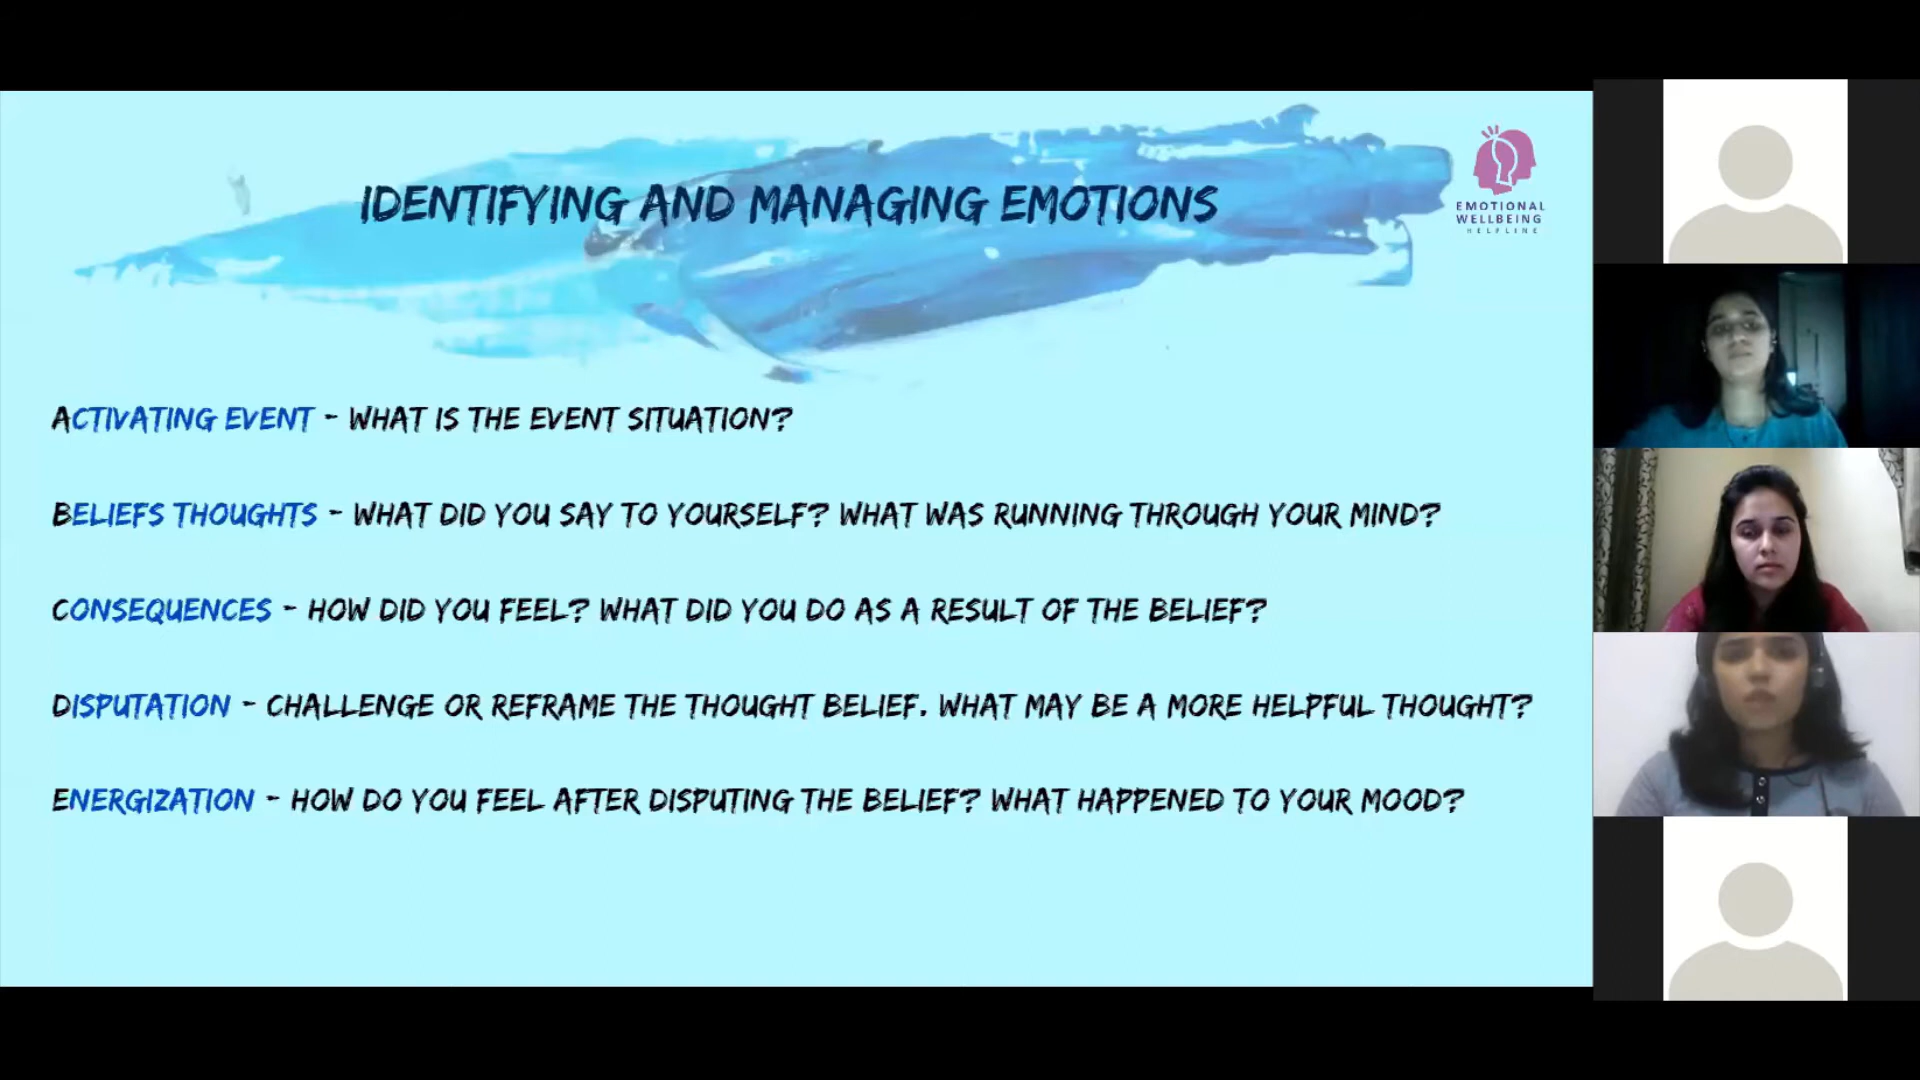 IDENTIFYING AND MANAGING EMOTIONS
EMOTIONAL
WELLBEING
HELPLINE
ACTIVATING EVENT - WHAT IS THE EVENT SITUATION?
BELIEFS THOUGHTS - WHAT DID YOU SAY TO YOURSELF? WHAT WAS RUNNING THROUGH YOUR MIND?
CONSEQUENCES - HOW DID YOU FEEL? WHAT DID YOU DO AS A RESULT OF THE BELIEF?
DISPUTATION - CHALLENGE OR REFRAME THE THOUGHT BELIEF. WHAT MAY BE A MORE HELPFUL THOUGHT?
ENERGIZATION - HOW DO YOU FEEL AFTER DISPUTING THE BELIEF? WHAT HAPPENED TO YOUR MOOD?